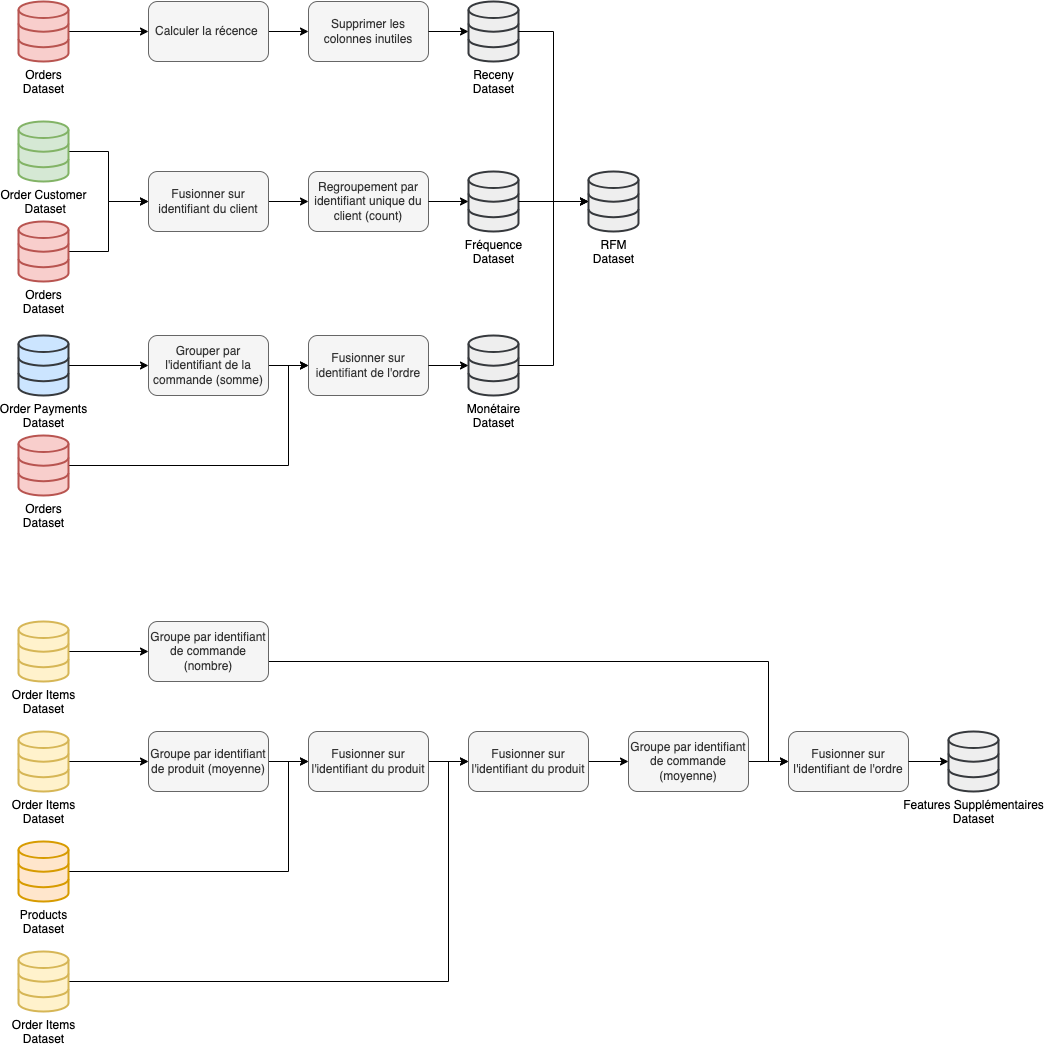 Calculer la récence
Supprimer les
colonnes inutiles
Orders
Dataset
Receny
Dataset
Order Customer
Dataset
Fusionner sur
identifiant du client
Regroupement par
identifiant unique du
client (count)
Fréquence
Dataset
RFM
Dataset
Orders
Dataset
Grouper par
l'identifiant de la
commande (somme)
Fusionner sur
identifiant de l'ordre
Order Payments
Dataset
Monétaire
Dataset
Orders
Dataset
Groupe par identifiant
de commande
(nombre)
Order Items
Dataset
Groupe par identifiant
de produit (moyenne)
Fusionner sur
l'identifiant du produit
Fusionner sur
l'identifiant du produit
Groupe par identifiant
de commande
(moyenne)
Fusionner sur
l'identifiant de l'ordre
Order Items
Dataset
Features Supplémentaires
Dataset
Products
Dataset
Order Items
Dataset